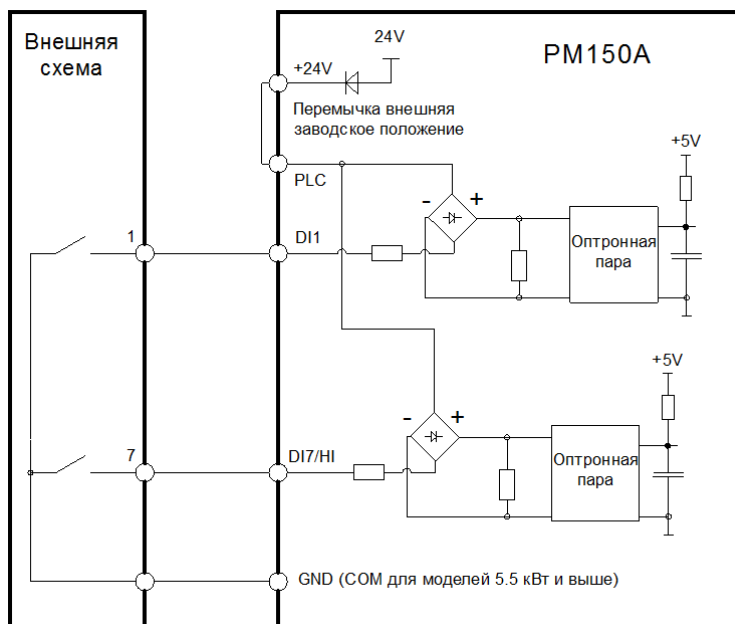 Внешняя
схема
24V
PM150A
+24V
Перемычка внешняя
заводское положение
+5V
PLC
-
+
1
DI1
Оптронная
пара
+5V
-
+
7
DI7/HI
Оптронная
пара
GND (COM для моделей 5.5 кВт и выше)